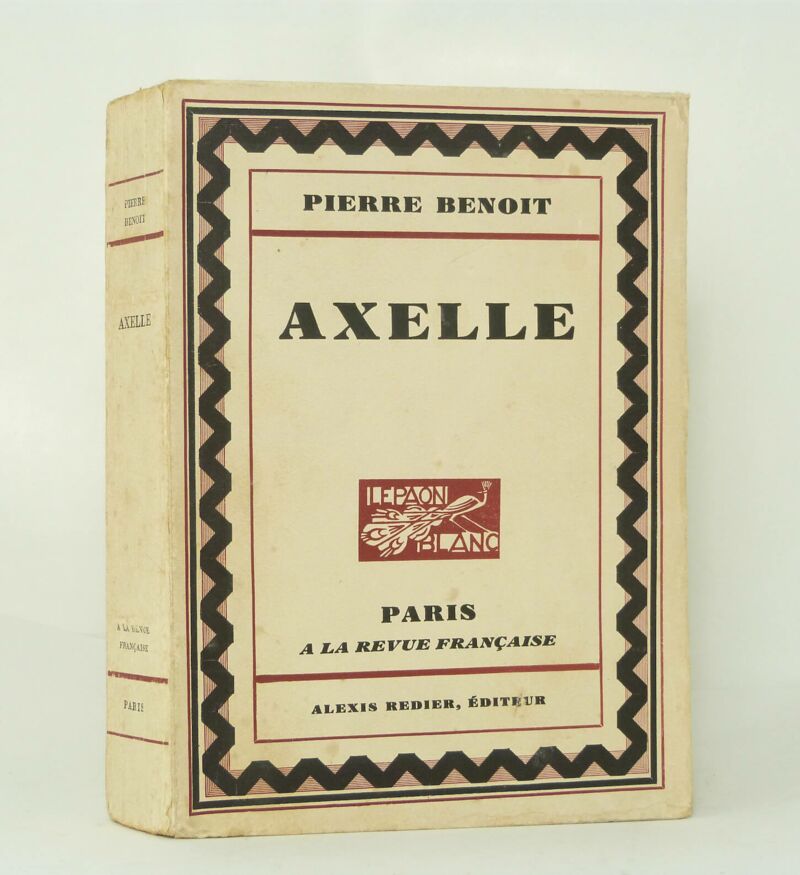 PIERRE
BENOIT
AXELLE
A LA REVUE
FRANÇAISE
PARIS
PIERRE BENOIT
AXELLE
LE PAON
BLANC
PARIS
A LA REVUE FRANÇAISE
ALEXIS REDIER, ÉDITEUR